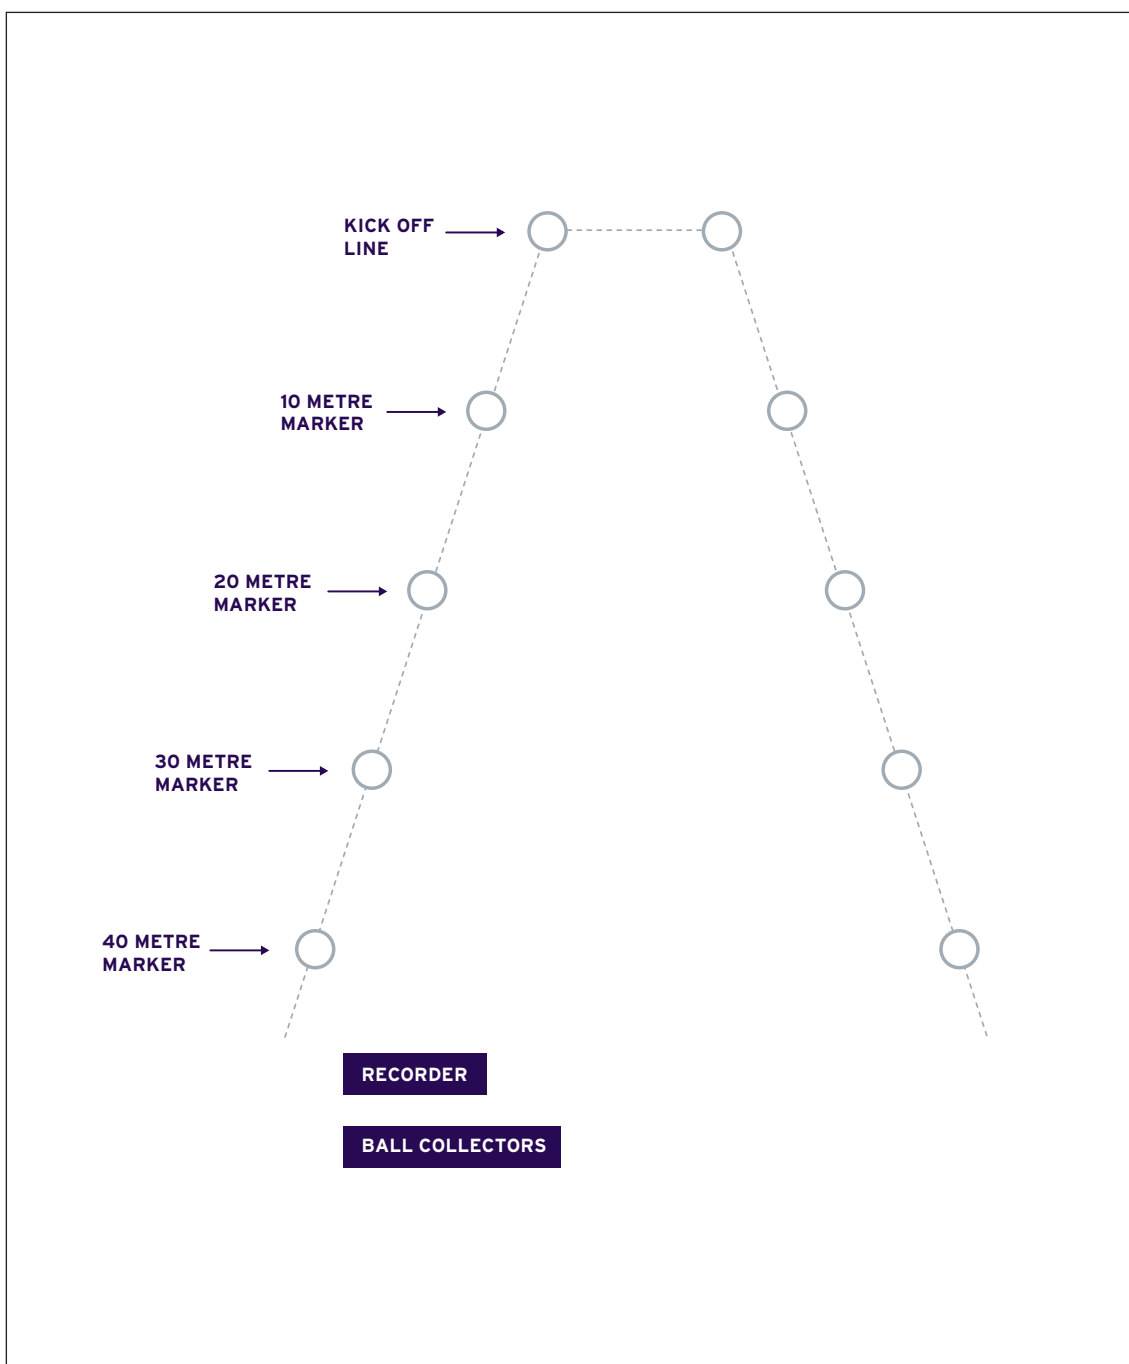 KICK OFF
LINE
10 METRE
MARKER
20 METRE
MARKER
30 METRE
MARKER
40 METRE
MARKER
RECORDER
BALL COLLECTORS